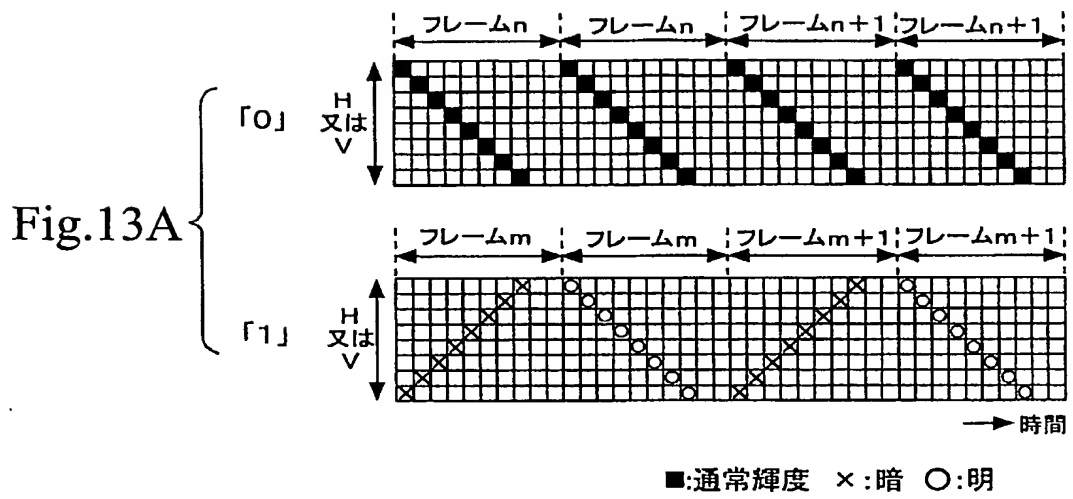 フレームn フレームn フレームn+1 フレームn+1
「0」
H
又は
V
Fig.13A
フレームm フレームm フレームm+1 フレームm+1
「1」
H
又は
V
時間
■:通常輝度 ×:暗 ○:明